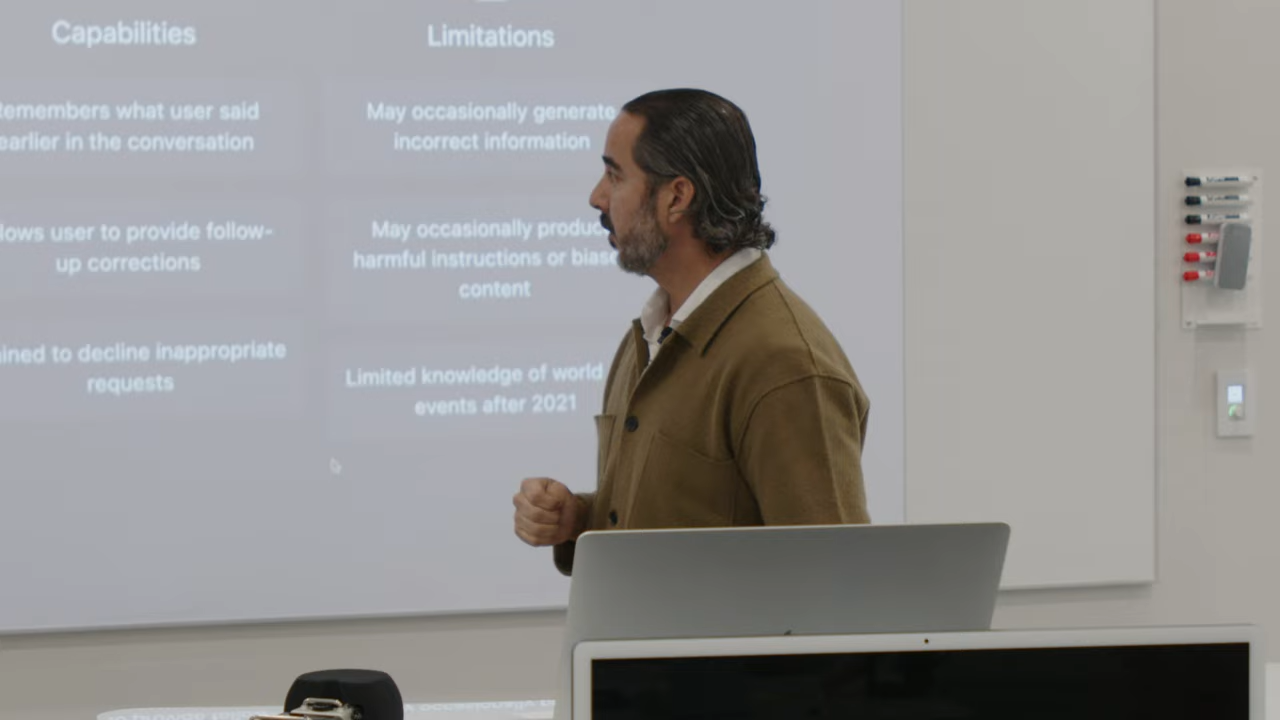 Capabilities
Remembers what user said
earlier in the conversation
lows user to provide follow-
up corrections
ined to decline inappropriate
requests
Limitations
May occasionally generate
incorrect information
May occasionally produc
harmful instructions or biase
content
Limited knowledge of world
events after 2021